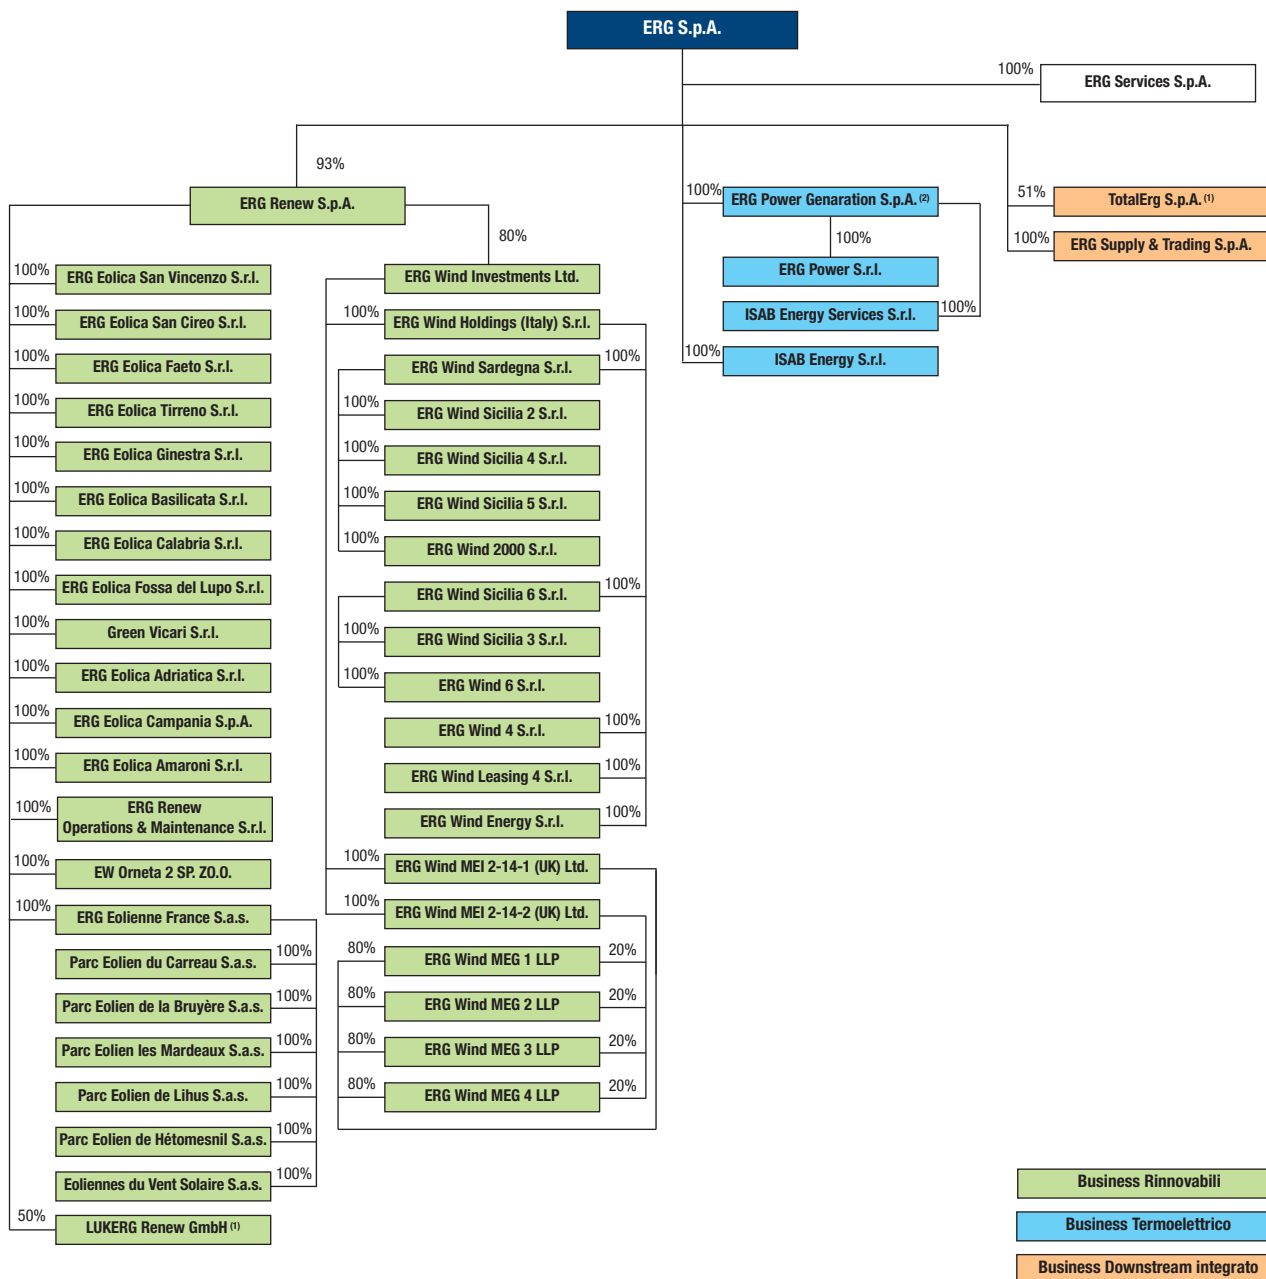 ERG S.p.A.
100%
ERG Services S.p.A.
93%
ERG Renew S.p.A.
80%
100%
ERG Power Genaration S.p.A. (2)
100%
ERG Power S.r.l.
ISAB Energy Services S.r.l.
100%
100%
ISAB Energy S.r.l.
51%
TotalErg S.p.A. (1)
100%
ERG Supply & Trading S.p.A.
100%
ERG Eolica San Vincenzo S.r.l.
100%
ERG Eolica San Cireo S.r.l.
100%
ERG Eolica Faeto S.r.l.
100%
ERG Eolica Tirreno S.r.l.
100%
ERG Eolica Ginestra S.r.l.
100%
ERG Eolica Basilicata S.r.l.
100%
ERG Eolica Calabria S.r.l.
100%
ERG Eolica Fossa del Lupo S.r.l.
100%
Green Vicari S.r.l.
100%
ERG Eolica Adriatica S.r.l.
100%
ERG Eolica Campania S.p.A.
100%
ERG Eolica Amaroni S.r.l.
100%
ERG Renew
Operations & Maintenance S.r.l.
100%
EW Orneta 2 SP. ZO.O.
100%
ERG Eolienne France S.a.s.
Parc Eolien du Carreau S.a.s.
100%
Parc Eolien de la Bruyère S.a.s.
100%
Parc Eolien les Mardeaux S.a.s.
100%
Parc Eolien de Lihus S.a.s.
100%
Parc Eolien de Hétomesnil S.a.s.
100%
Eoliennes du Vent Solaire S.a.s.
100%
50%
LUKERG Renew GmbH (1)
ERG Wind Investments Ltd.
100%
ERG Wind Holdings (Italy) S.r.l.
ERG Wind Sardegna S.r.l.
100%
100%
ERG Wind Sicilia 2 S.r.l.
100%
ERG Wind Sicilia 4 S.r.l.
100%
ERG Wind Sicilia 5 S.r.l.
100%
ERG Wind 2000 S.r.l.
ERG Wind Sicilia 6 S.r.l.
100%
100%
ERG Wind Sicilia 3 S.r.l.
100%
ERG Wind 6 S.r.l.
ERG Wind 4 S.r.l.
100%
ERG Wind Leasing 4 S.r.l.
100%
ERG Wind Energy S.r.l.
100%
100%
ERG Wind MEI 2-14-1 (UK) Ltd.
100%
ERG Wind MEI 2-14-2 (UK) Ltd.
80%
ERG Wind MEG 1 LLP
20%
80%
ERG Wind MEG 2 LLP
20%
80%
ERG Wind MEG 3 LLP
20%
80%
ERG Wind MEG 4 LLP
20%
Business Rinnovabili
Business Termoelettrico
Business Downstream integrato